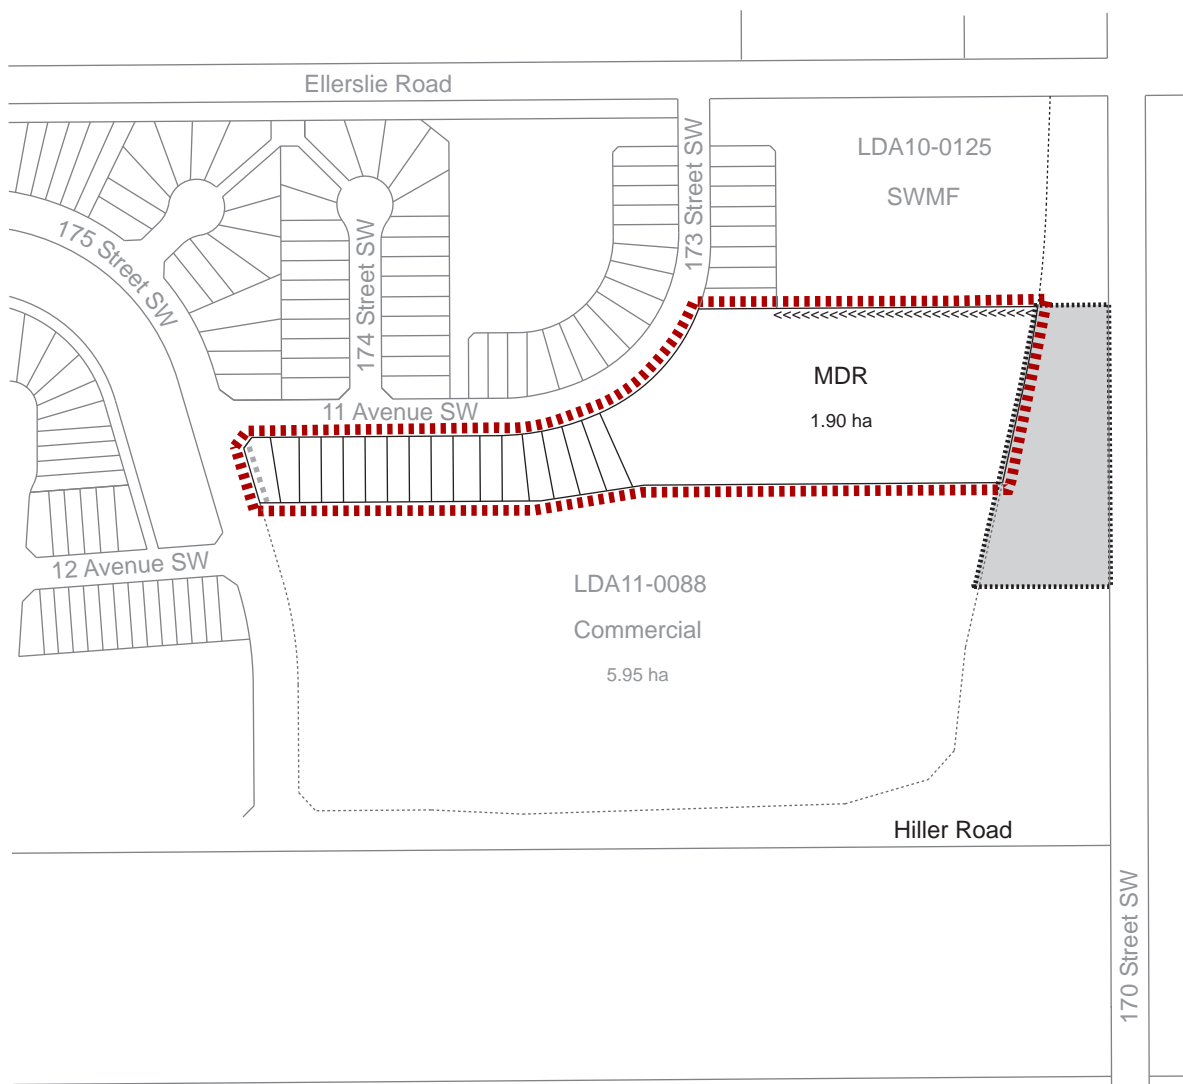 Ellerslie Road
LDA10-0125
SWMF
173 Street SW
175 Street SW
174 Street SW
<<<<<<<<<<<<<<<<<<<<<<<<<
MDR
1.90 ha
11 Avenue SW
12 Avenue SW
LDA11-0088
Commercial
5.95 ha
Hiller Road
170 Street SW